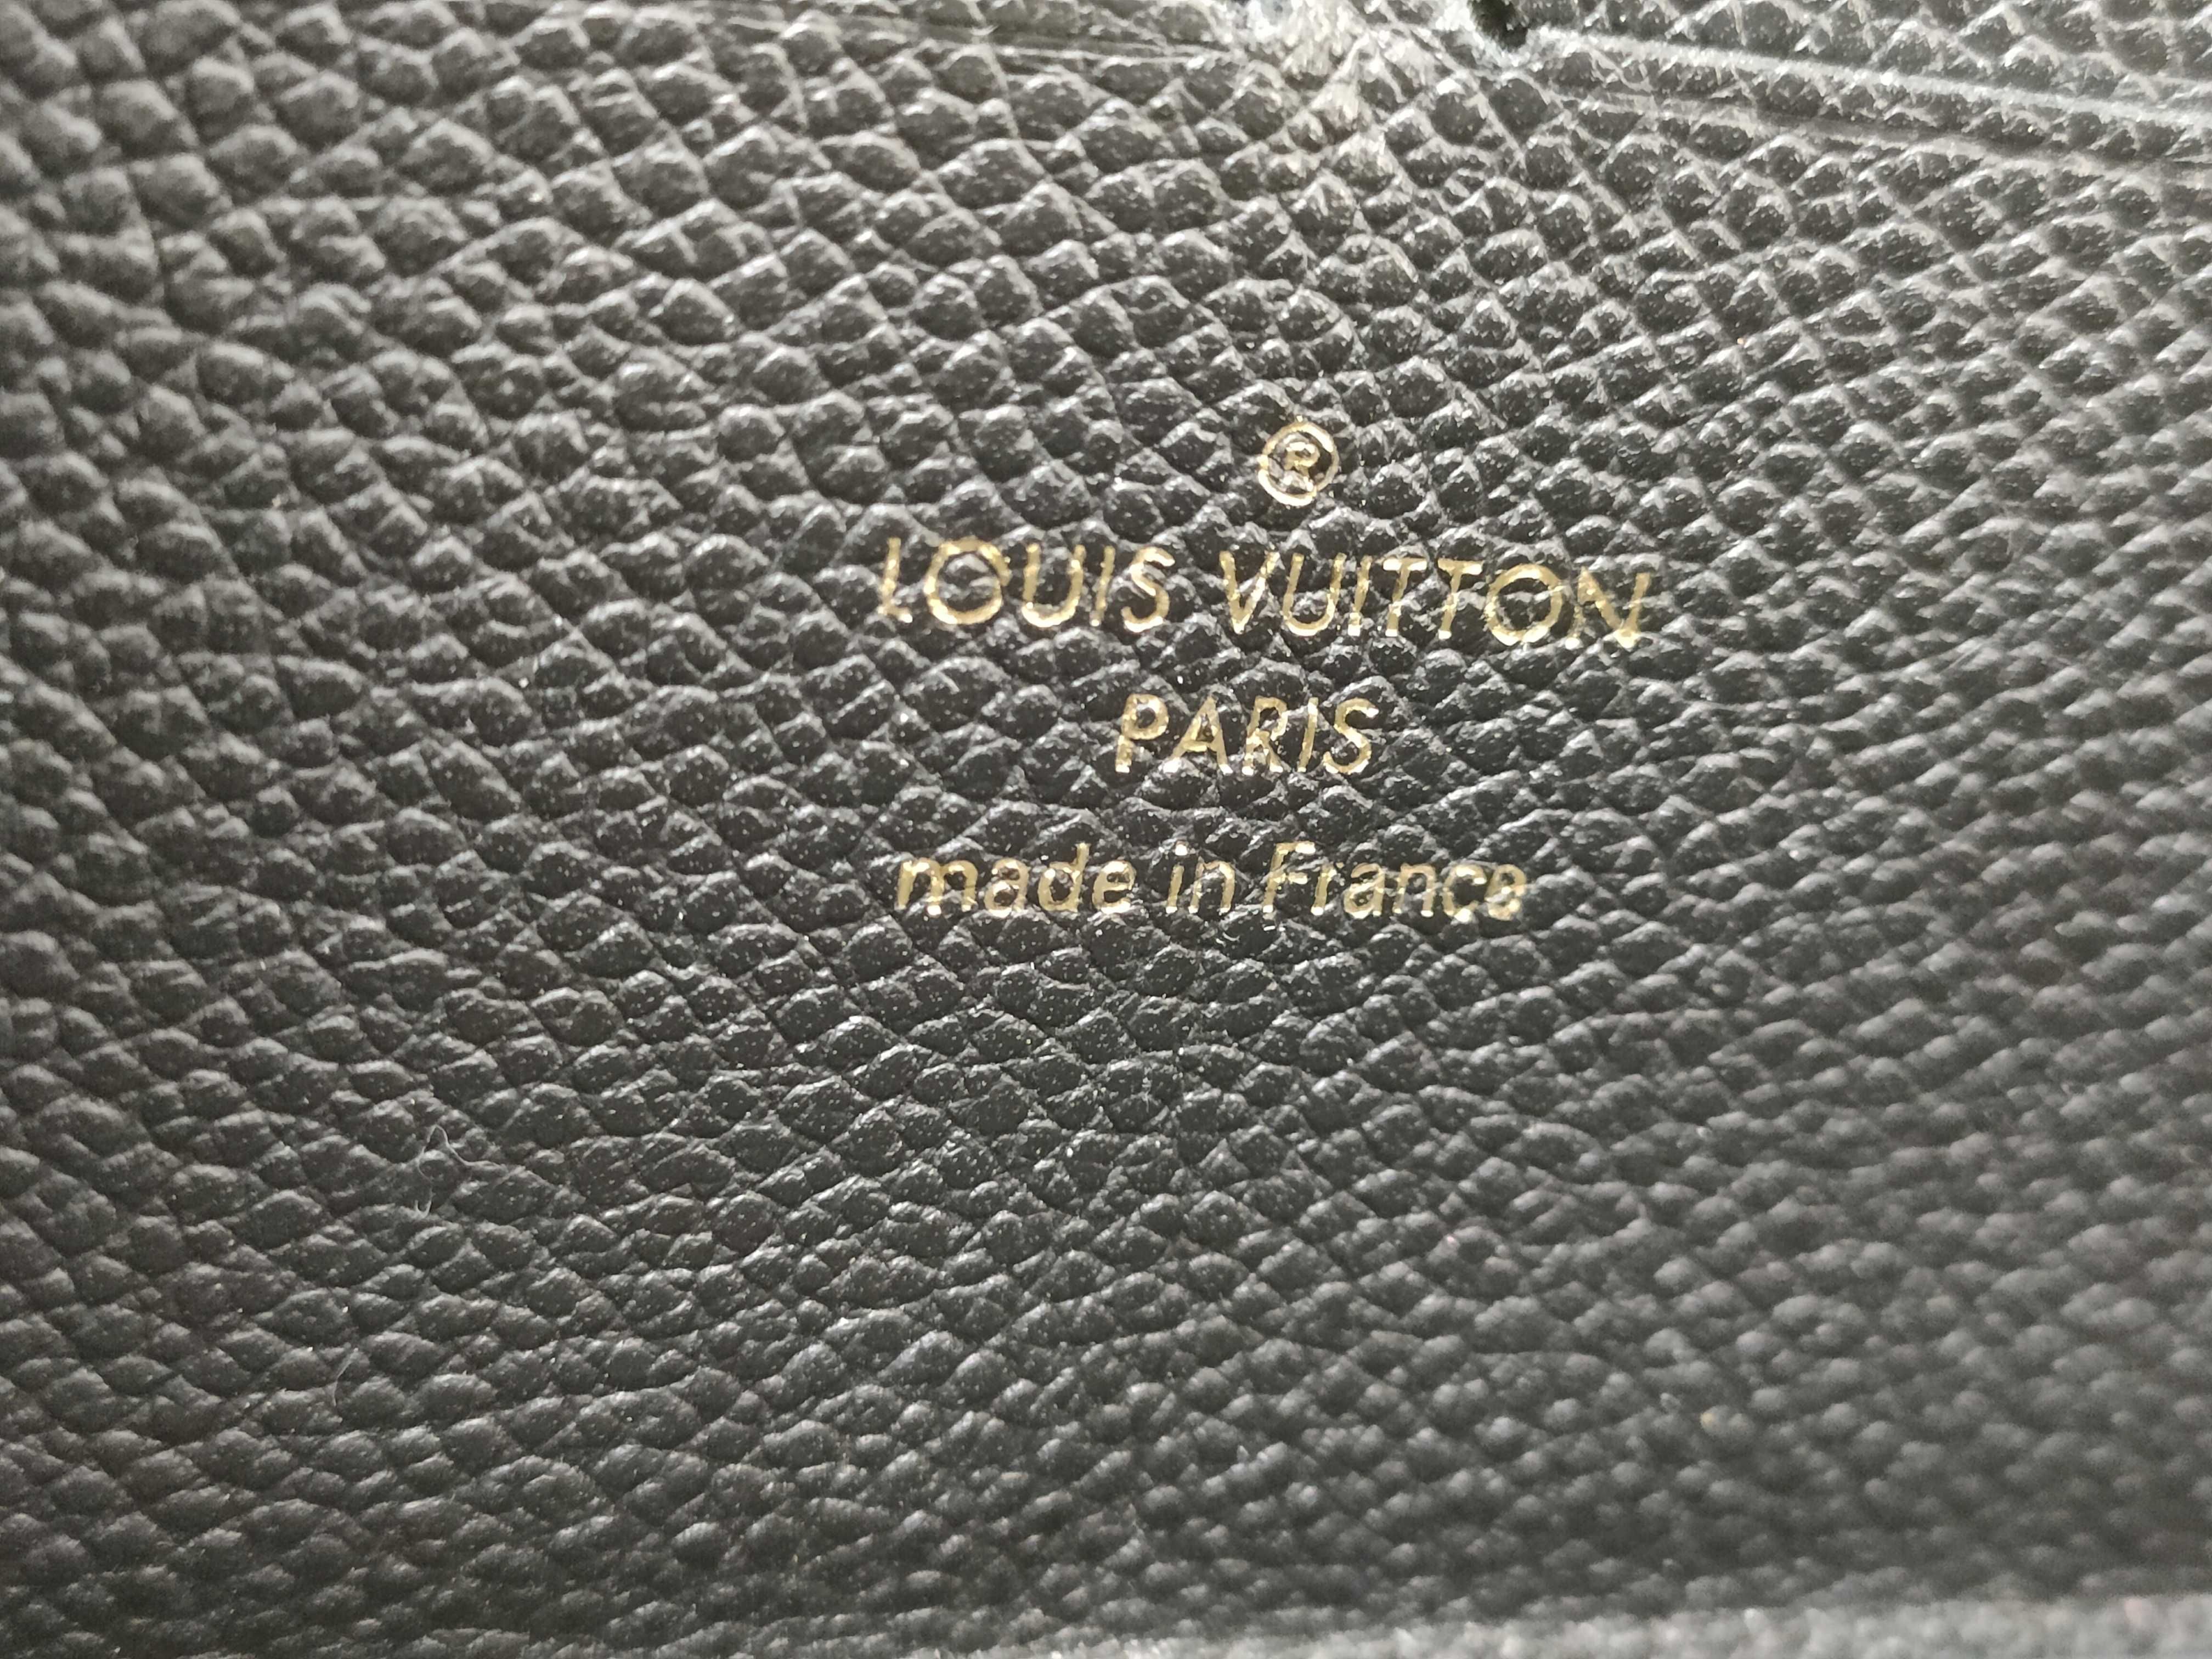 ®
LOUIS VUITTON
PARIS
made in France